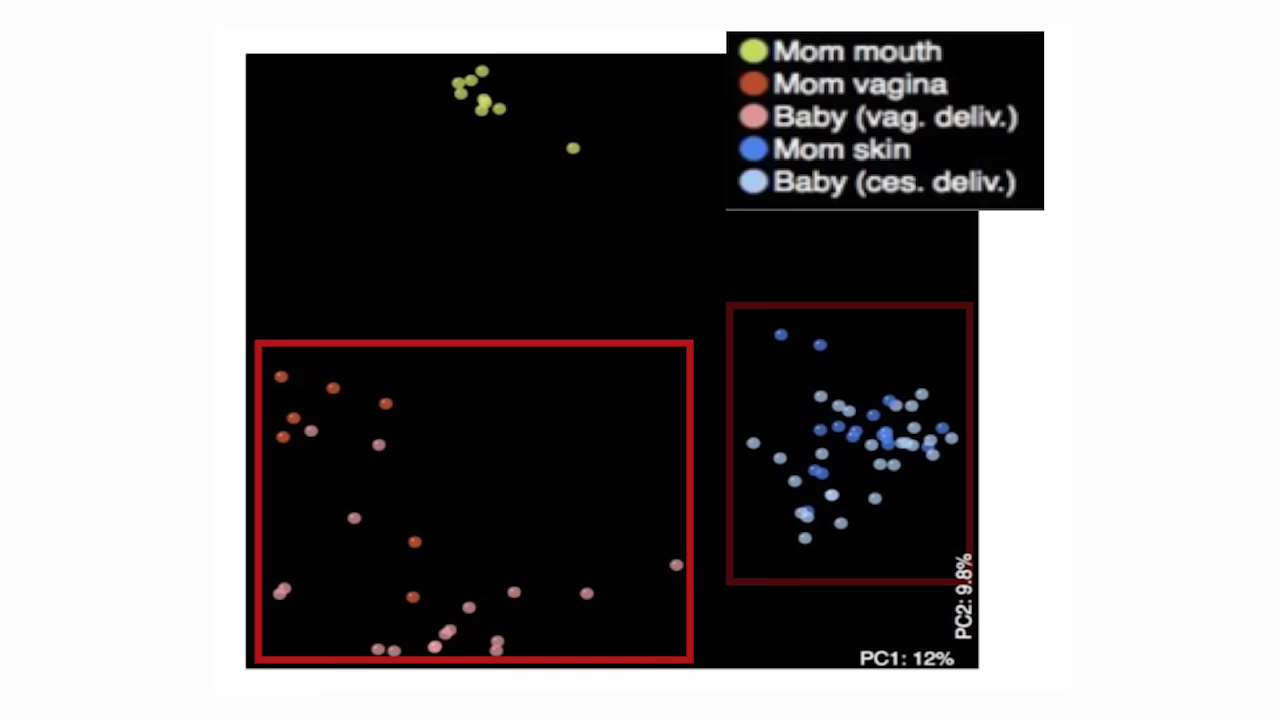 Mom mouth
Mom vagina
Baby (vag. deliv.)
Mom skin
Baby (ces. deliv.)
PC2: 9.8%
PC1: 12%